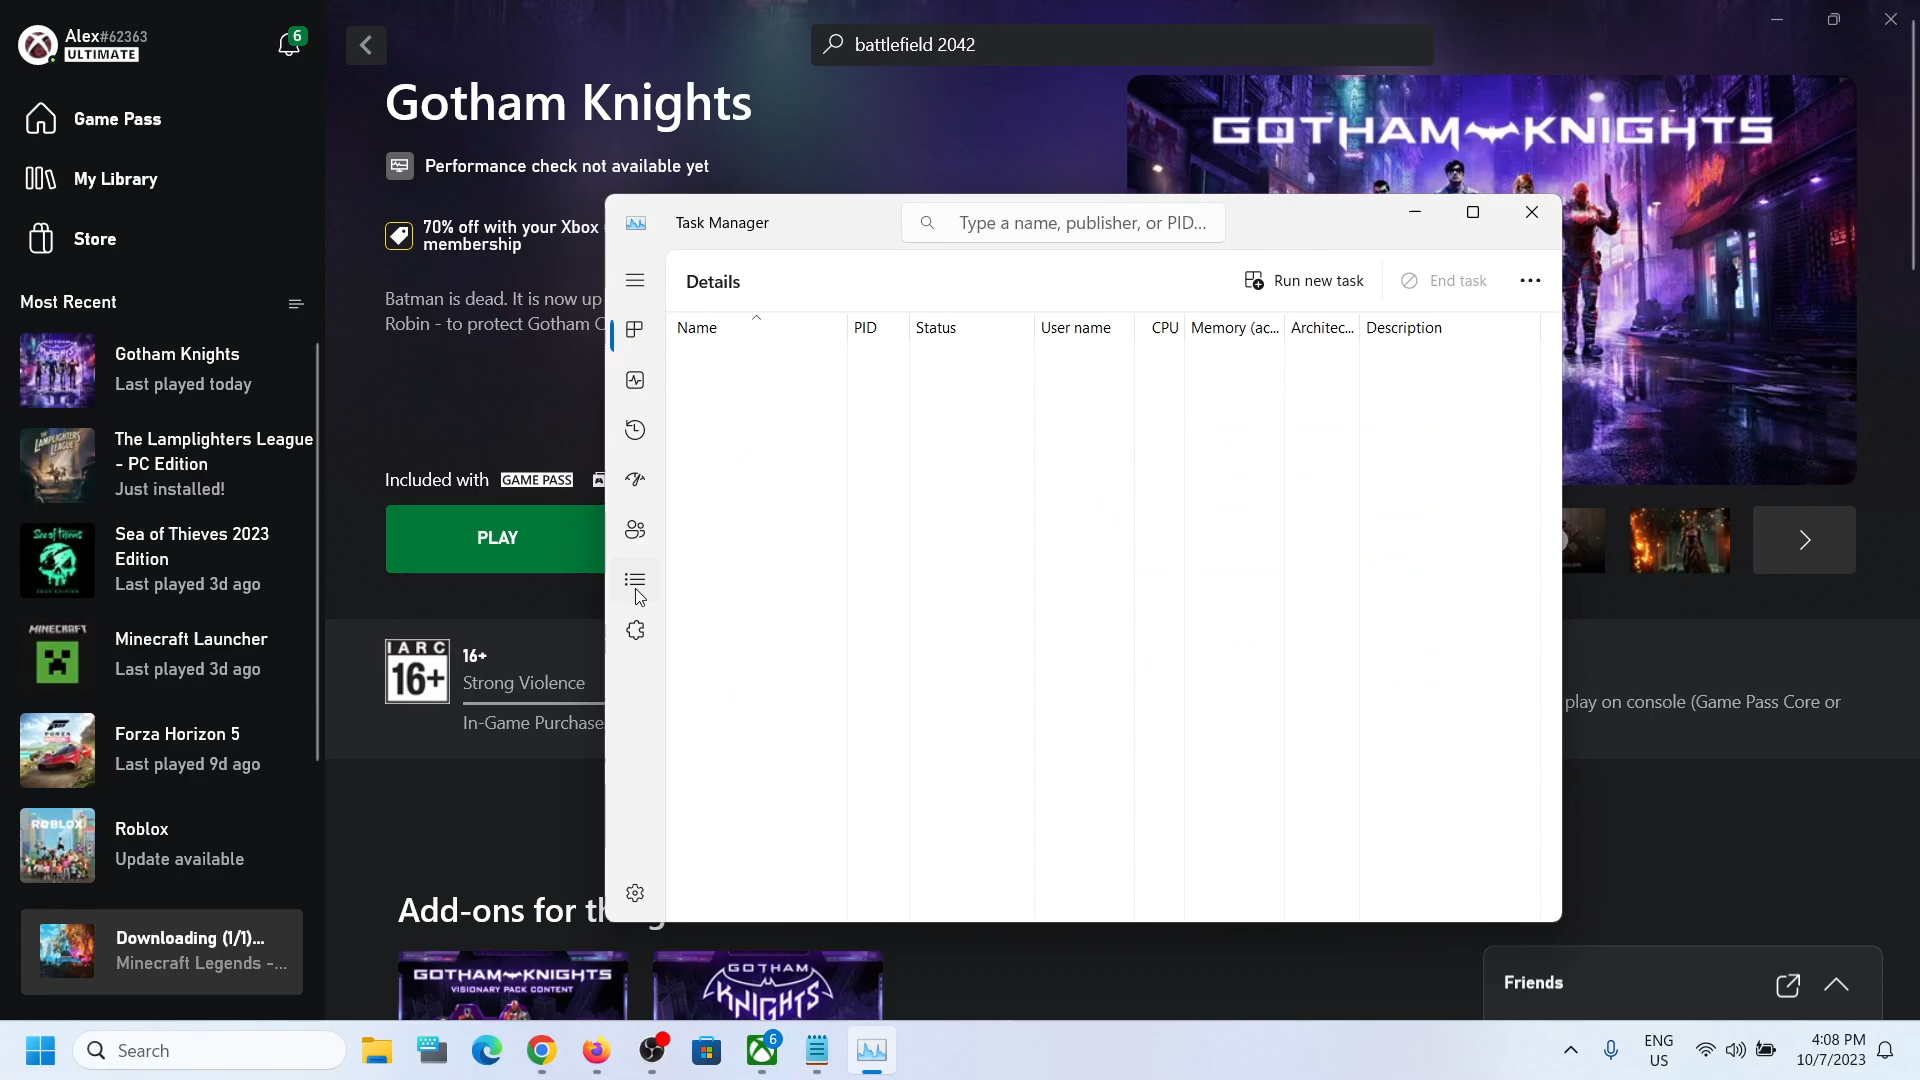 Alex#62363
ULTIMATE
6
battlefield 2042
Game Pass
My Library
Store
Most Recent
Gotham Knights
Last played today
The Lamplighters League
- PC Edition
Just installed!
Sea of Thieves 2023
Edition
Last played 3d ago
Minecraft Launcher
Last played 3d ago
Forza Horizon 5
Last played 9d ago
Roblox
Update available
Downloading (1/1)...
Minecraft Legends -...
Gotham Knights
Performance check not available yet
70% off with your Xbox
membership
Batman is dead. It is now up
Robin - to protect Gotham C
Included with GAME PASS
PLAY
IARC
16+
16+
Strong Violence
In-Game Purchase
GOTHAM KNIGHTS
play on console (Game Pass Core or
Add-ons for th
GOTHAM KNIGHTS
VISIONARY PACK CONTENT
GOTHAM
KNIGHTS
Friends
Task Manager
Type a name, publisher, or PID...
Details
Run new task
End task
Name
PID
Status
User name
CPU
Memory (ac...
Architec...
Description
Search
6
ENG
US
4:08 PM
10/7/2023